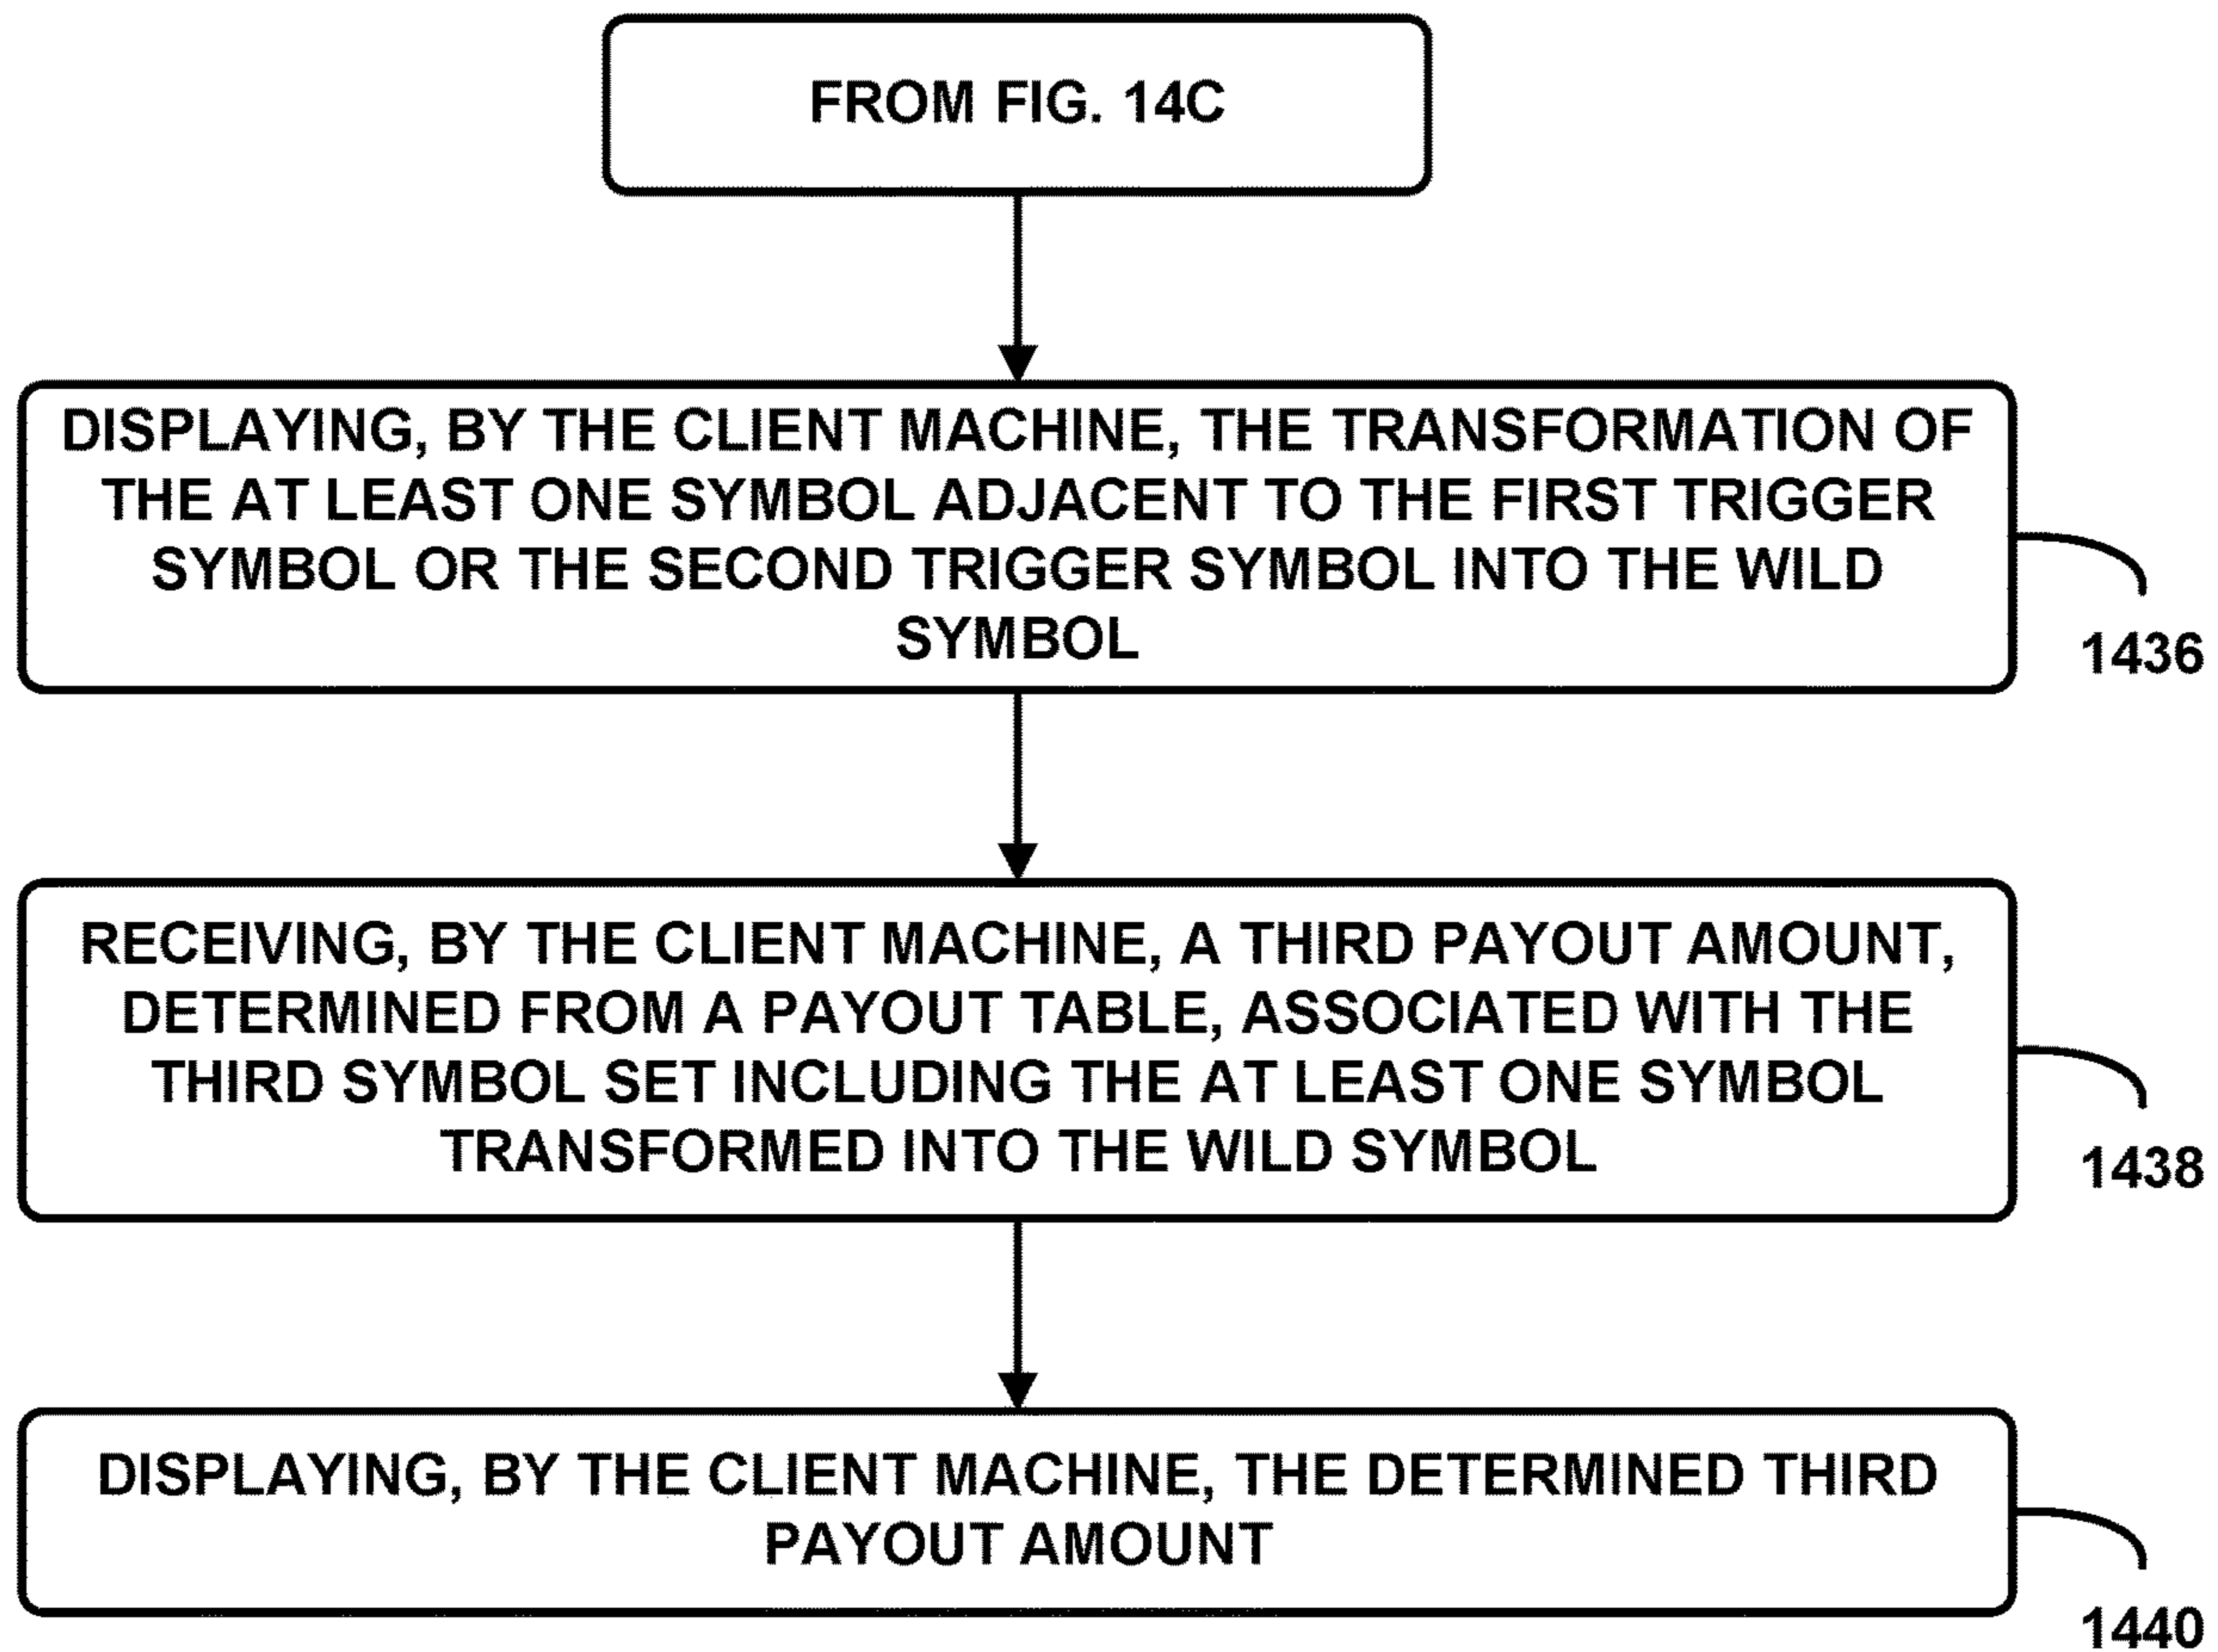 FROM FIG. 14C
DISPLAYING, BY THE CLIENT MACHINE, THE TRANSFORMATION OF
THE AT LEAST ONE SYMBOL ADJACENT TO THE FIRST TRIGGER
SYMBOL OR THE SECOND TRIGGER SYMBOL INTO THE WILD
SYMBOL
1436
RECEIVING, BY THE CLIENT MACHINE, A THIRD PAYOUT AMOUNT,
DETERMINED FROM A PAYOUT TABLE, ASSOCIATED WITH THE
THIRD SYMBOL SET INCLUDING THE AT LEAST ONE SYMBOL
TRANSFORMED INTO THE WILD SYMBOL
1438
DISPLAYING, BY THE CLIENT MACHINE, THE DETERMINED THIRD
PAYOUT AMOUNT
1440